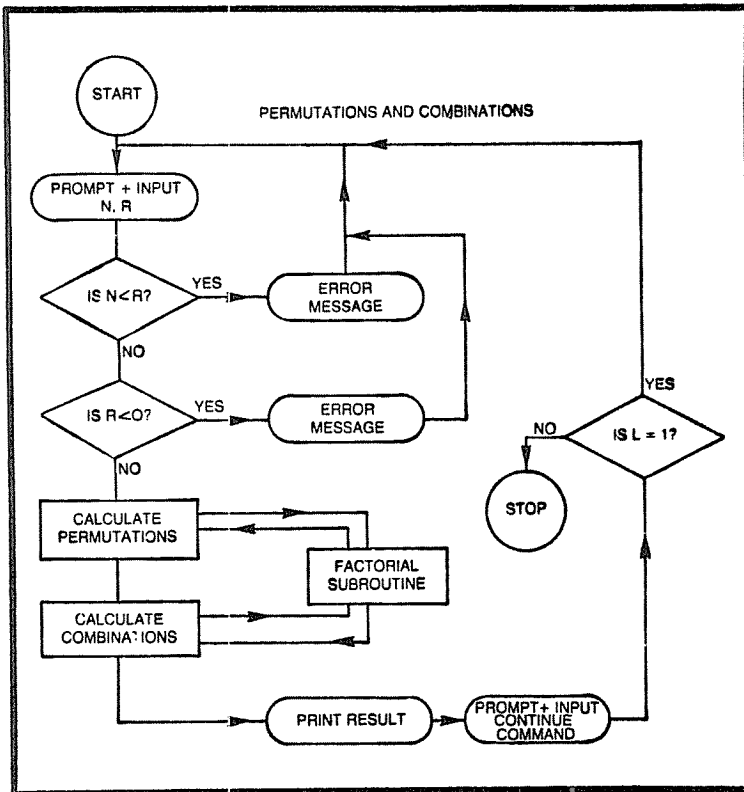 START
PERMUTATIONS AND COMBINATIONS
PROMPT + INPUT
N, R
IS N<R?
YES
ERROR
MESSAGE
NO
IS R<O?
YES
ERROR
MESSAGE
NO
YES
IS L = 1?
NO
STOP
CALCULATE
PERMUTATIONS
FACTORIAL
SUBROUTINE
CALCULATE
COMBINATIONS
PRINT RESULT
PROMPT+ INPUT
CONTINUE
COMMAND